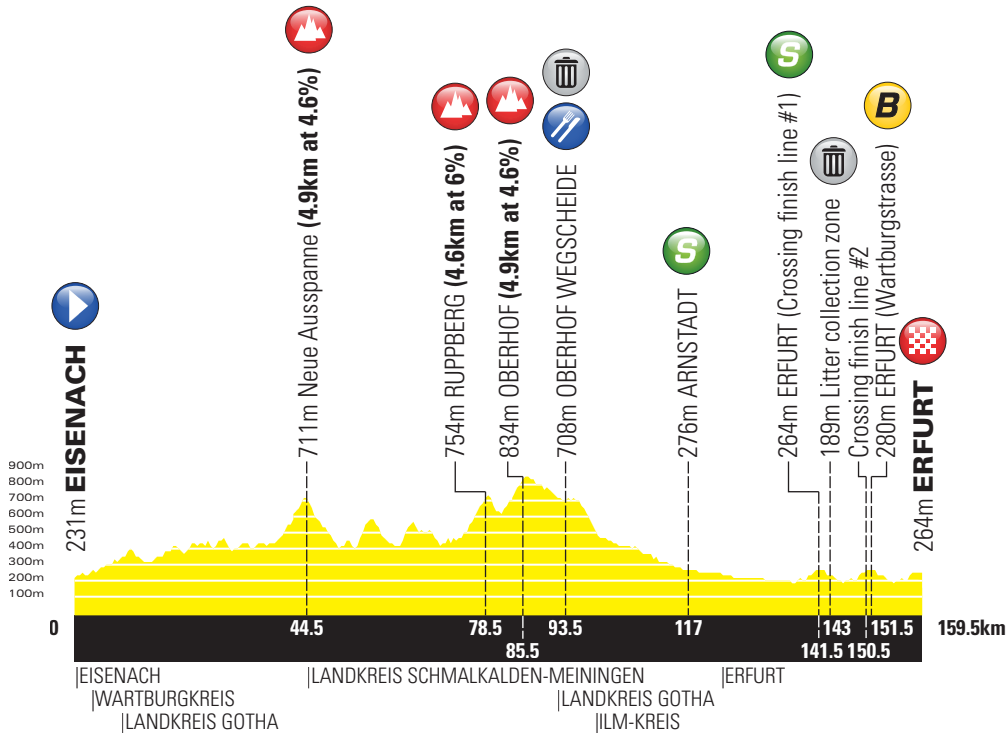 231m EISENACH
711m Neue Ausspanne (4.9km at 4.6%)
754m RUPPBERG (4.6km at 6%)
834m OBERHOF (4.9km at 4.6%)
708m OBERHOF WEGSCHEIDE
S
276m ARNSTADT
S
264m ERFURT (Crossing finish line #1)
189m Litter collection zone
Crossing finish line #2
B
280m ERFURT (Wartburgstrasse)
264m ERFURT
900m
800m
700m
600m
500m
400m
300m
200m
100m
0
44.5
78.5
85.5
93.5
117
141.5
143
150.5
151.5
159.5km
|EISENACH
|WARTBURGKREIS
|LANDKREIS GOTHA
|LANDKREIS SCHMALKALDEN-MEININGEN
|LANDKREIS GOTHA
|ILM-KREIS
|ERFURT